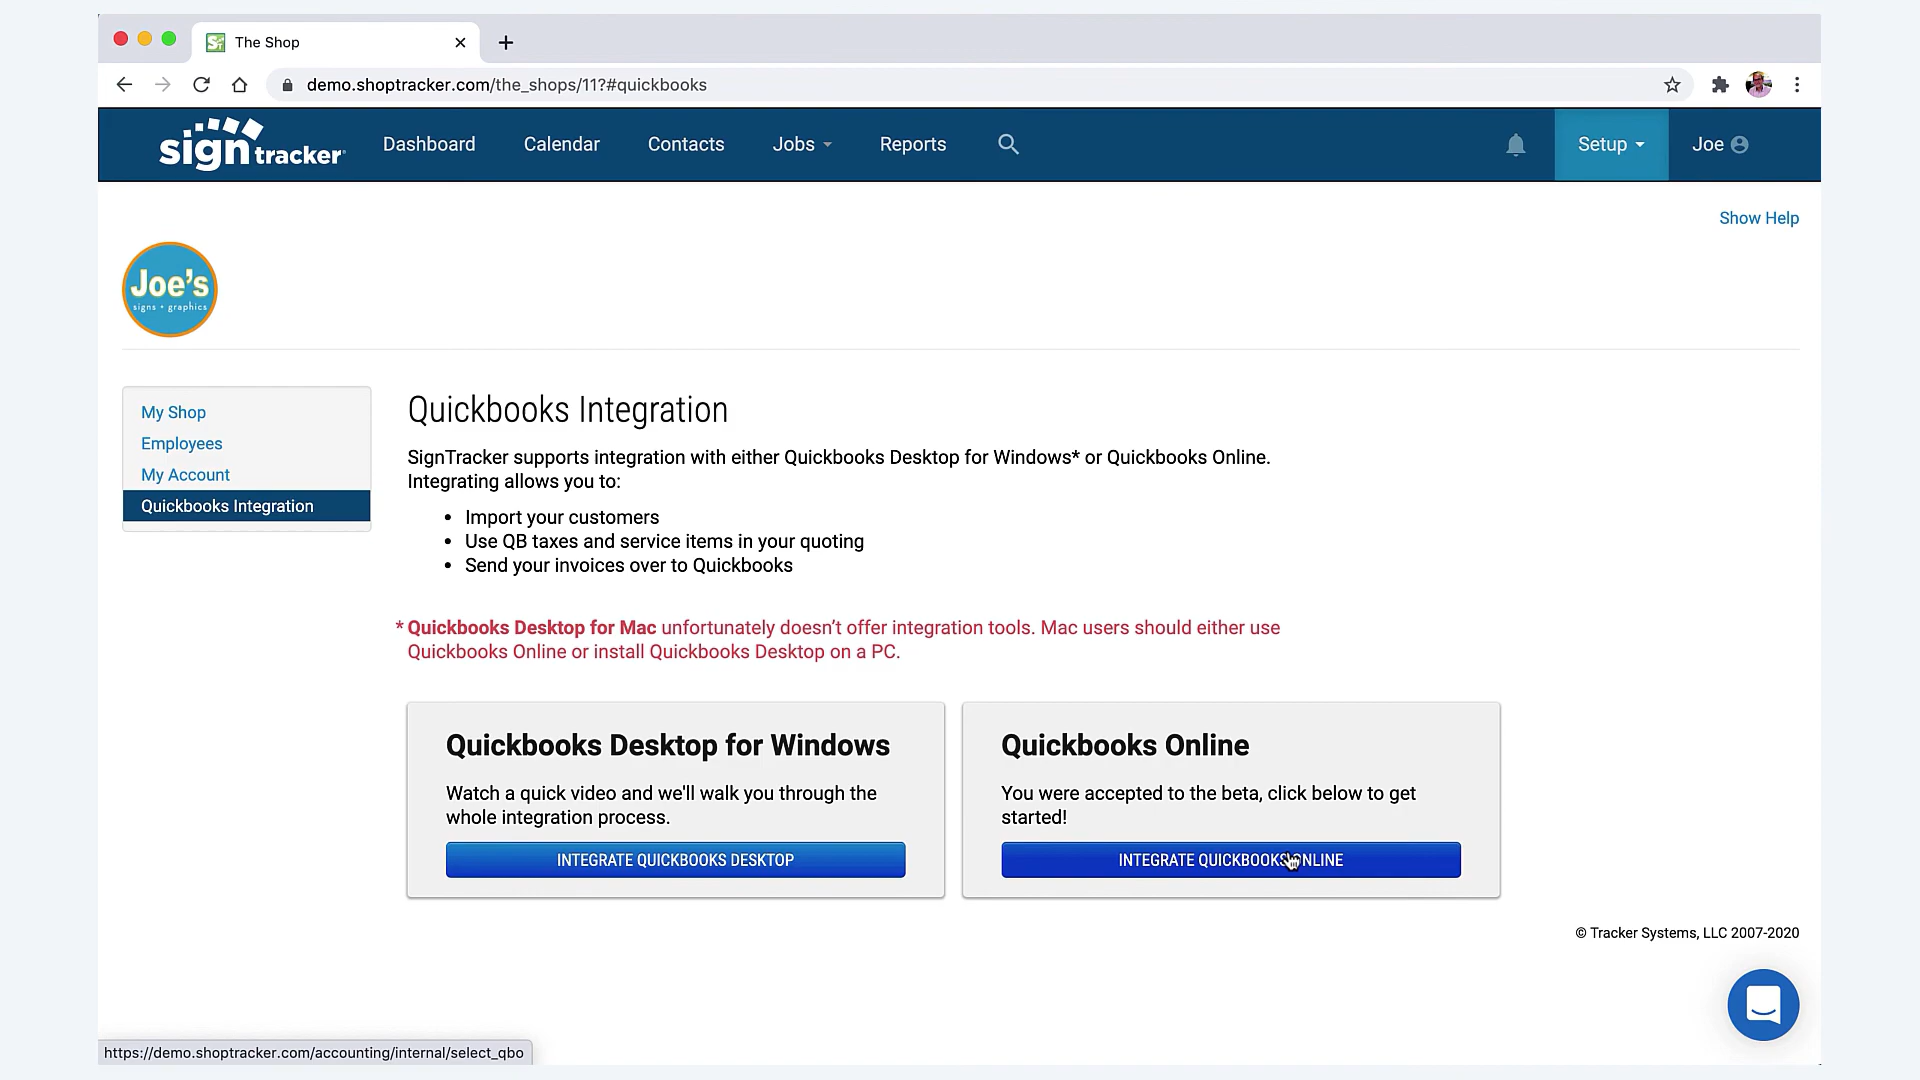 The Shop
demo.shoptracker.com/the_shops/11?#quickbooks
sign tracker
Dashboard
Calendar
Contacts
Jobs
Reports
Setup
Joe
Show Help
Joe's
signs + graphics
My Shop
Employees
My Account
Quickbooks Integration
Quickbooks Integration
SignTracker supports integration with either Quickbooks Desktop for Windows* or Quickbooks Online.
Integrating allows you to:
• Import your customers
• Use QB taxes and service items in your quoting
• Send your invoices over to Quickbooks
* Quickbooks Desktop for Mac unfortunately doesn’t offer integration tools. Mac users should either use
Quickbooks Online or install Quickbooks Desktop on a PC.
Quickbooks Desktop for Windows
Watch a quick video and we'll walk you through the
whole integration process.
INTEGRATE QUICKBOOKS DESKTOP
Quickbooks Online
You were accepted to the beta, click below to get
started!
INTEGRATE QUICKBOOKS ONLINE
© Tracker Systems, LLC 2007-2020
https://demo.shoptracker.com/accounting/internal/select_qbo